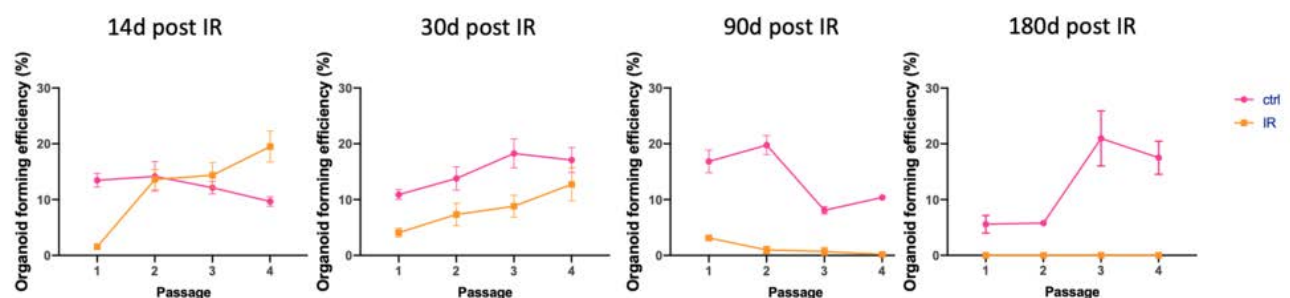 14d post IR
30d post IR
90d post IR
180d post IR
Organoid forming efficiency (%)
30
20
10
0
1 2 3 4
Passage
Organoid forming efficiency (%)
30
20
10
0
1 2 3 4
Passage
Organoid forming efficiency (%)
30
20
10
0
1 2 3 4
Passage
Organoid forming efficiency (%)
30
20
10
0
1 2 3 4
Passage
ctrl
IR